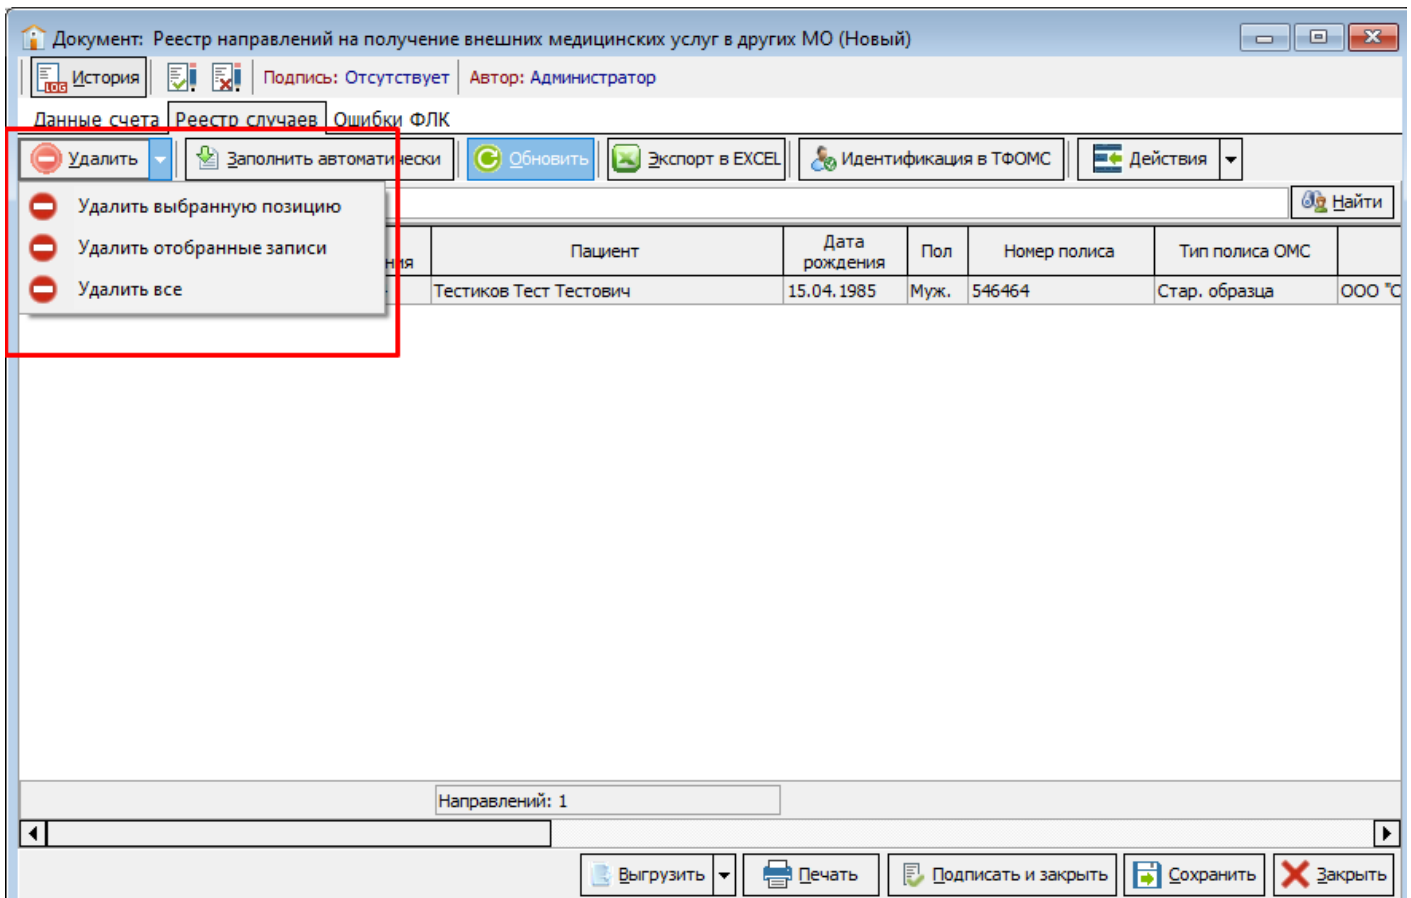 Документ: Реестр направлений на получение внешних медицинских услуг в других МО (Новый)
LOG История Подпись: Отсутствует Автор: Администратор
Данные счета Реестр случаев Ошибки ФЛК
Удалить Заполнить автоматически Обновить Экспорт в EXCEL Идентификация в ТФОМС Действия
Удалить выбранную позицию Найти
Удалить отобранные записи
Удалить все
ния Пациент Дата рождения Пол Номер полиса Тип полиса ОМС
Тестиков Тест Тестович 15.04.1985 Муж. 546464 Стар. образца ООО "С
Направлений: 1
Выгрузить Печать Подписать и закрыть Сохранить Закрыть